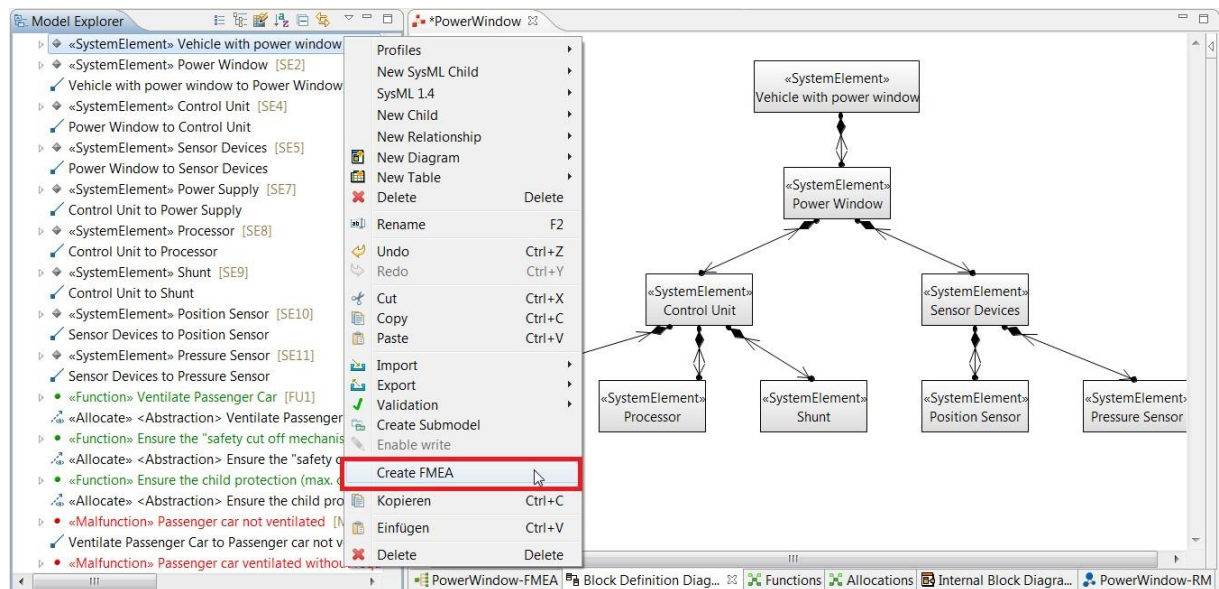 Model Explorer
«SystemElement» Vehicle with power window
«SystemElement» Power Window [SE2]
Vehicle with power window to Power Window
«SystemElement» Control Unit [SE4]
Power Window to Control Unit
«SystemElement» Sensor Devices [SE5]
Power Window to Sensor Devices
«SystemElement» Power Supply [SE7]
Control Unit to Power Supply
«SystemElement» Processor [SE8]
Control Unit to Processor
«SystemElement» Shunt [SE9]
Control Unit to Shunt
«SystemElement» Position Sensor [SE10]
Sensor Devices to Position Sensor
«SystemElement» Pressure Sensor [SE11]
Sensor Devices to Pressure Sensor
«Function» Ventilate Passenger Car [FU1]
«Allocate» <Abstraction> Ventilate Passenger
«Function» Ensure the "safety cut off mechanis
«Allocate» <Abstraction> Ensure the "safety c
«Function» Ensure the child protection (max.
«Allocate» <Abstraction> Ensure the child pro
«Malfunction» Passenger car not ventilated [
Ventilate Passenger Car to Passenger car not v
«Malfunction» Passenger car ventilated without
Profiles
New SysML Child
SysML 1.4
New Child
New Relationship
New Diagram
New Table
Delete Delete
Rename F2
Undo Ctrl+Z
Redo Ctrl+Y
Cut Ctrl+X
Copy Ctrl+C
Paste Ctrl+V
Import
Export
Validation
Create Submodel
Enable write
Create FMEA
Kopieren Ctrl+C
Einfügen Ctrl+V
Delete Delete
*PowerWindow
«SystemElement»
Vehicle with power window
«SystemElement»
Power Window
«SystemElement»
Control Unit
«SystemElement»
Sensor Devices
«SystemElement»
Processor
«SystemElement»
Shunt
«SystemElement»
Position Sensor
«SystemElement»
Pressure Sensor
PowerWindow-FMEA
Block Definition Diag...
Functions
Allocations
Internal Block Diagra...
PowerWindow-RM